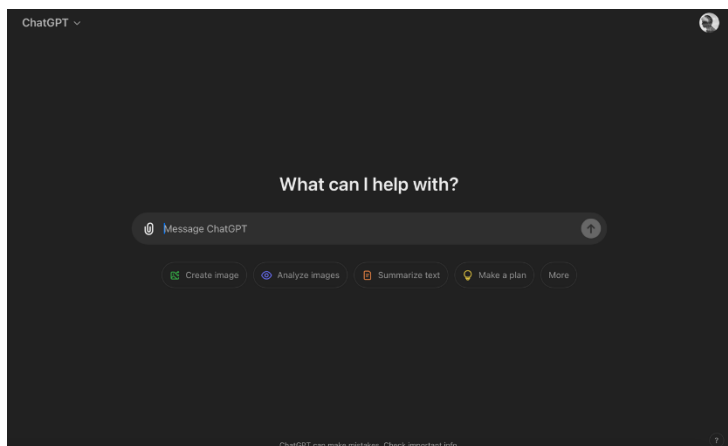 ChatGPT
What can I help with?
Message ChatGPT
Create image Analyze images Summarize text Make a plan More
ChatGPT can make mistakes. Check important info.
?